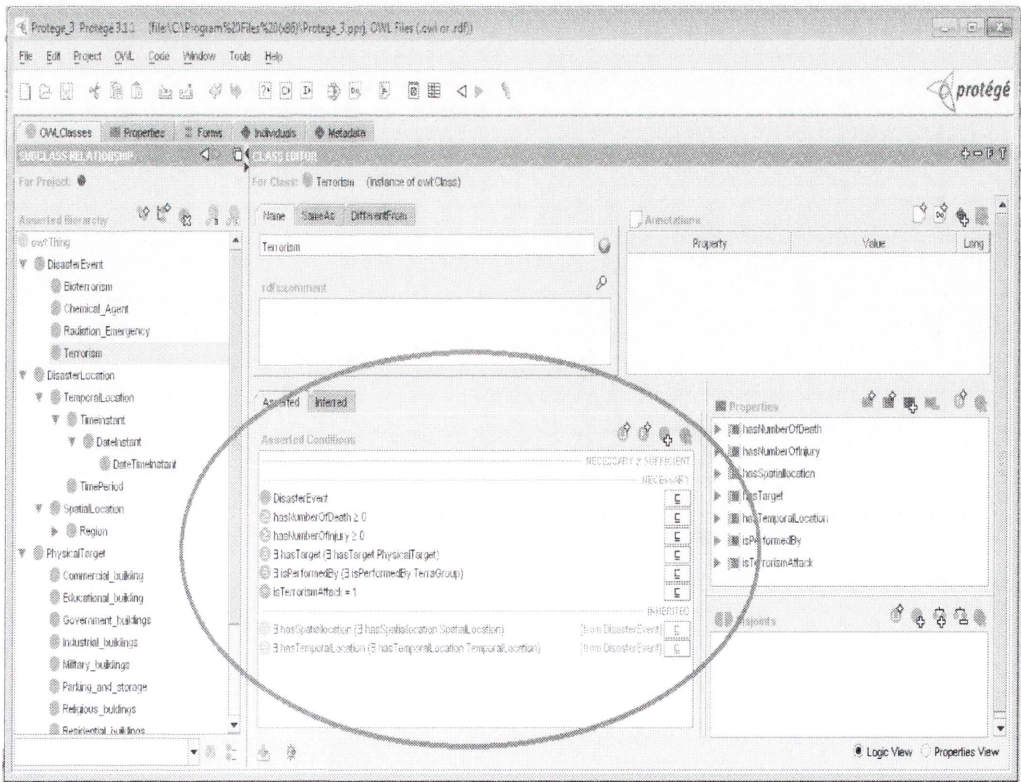 Protege_3 Protégé 3.1.1 (file:\C:\Program%20Files%20(x86)\Protege_3.pprj, OWL Files (.owl or .rdf))
File Edit Project OWL Code Window Tools Help
protégé
OWLClasses Properties Forms Individuals Metadata
SUBCLASS RELATIONSHIP
CLASS EDITOR
For Project:
For Class: Terrorism (instance of owl:Class)
Asserted Hierarchy
Name SameAs DifferentFrom
Annotations
owl:Thing
Terrorism
Property Value Lang
DisasterEvent
Bioterrorism
rdfs:comment
Chemical_Agent
Radiation_Emergency
Terrorism
DisasterLocation
TemporalLocation
Timeinstant
DateInstant
DateTimeInstant
TimePeriod
SpatialLocation
Region
PhysicalTarget
Commercial_building
Educational_building
Government_buildings
Industrial_buildings
Military_buildings
Parking_and_storage
Religious_buldings
Residential_buildings
Asserted Inferred
Asserted Conditions
NECESSARY & SUFFICIENT
NECESSARY
DisasterEvent
hasNumberOfDeath ≥ 0
hasNumberOfInjury ≥ 0
∃ hasTarget (∃ hasTarget PhysicalTarget)
∃ isPerformedBy (∃ isPerformedBy TerraGroup)
isTerrorismAttack = 1
INHERITED
∃ hasSpatiallocation (∃ hasSpatiallocation SpatialLocation) [from DisasterEvent]
∃ hasTemporalLocation (∃ hasTemporalLocation TemporalLocation) [from DisasterEvent]
Properties
hasNumberOfDeath
hasNumberOfInjury
hasSpatiallocation
hasTarget
hasTemporalLocation
isPerformedBy
isTerrorismAttack
Disjoints
Logic View Properties View